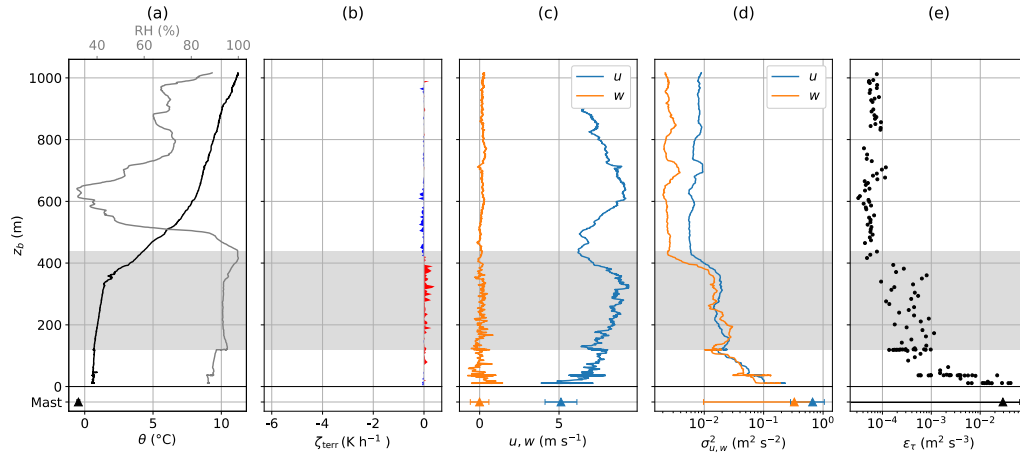 (a) (b) (c) (d) (e)
RH (%)
40 60 80 100
u u
w w
1000
800
600
400
200
0
Mast
z_b (m)
0 5 10
−6 −4 −2 0
0 5
10⁻² 10⁻¹ 10⁰
10⁻⁴ 10⁻³ 10⁻²
θ (°C)
ζ_terr (K h⁻¹)
u, w (m s⁻¹)
σ²_u,w (m² s⁻²)
ε_τ (m² s⁻³)